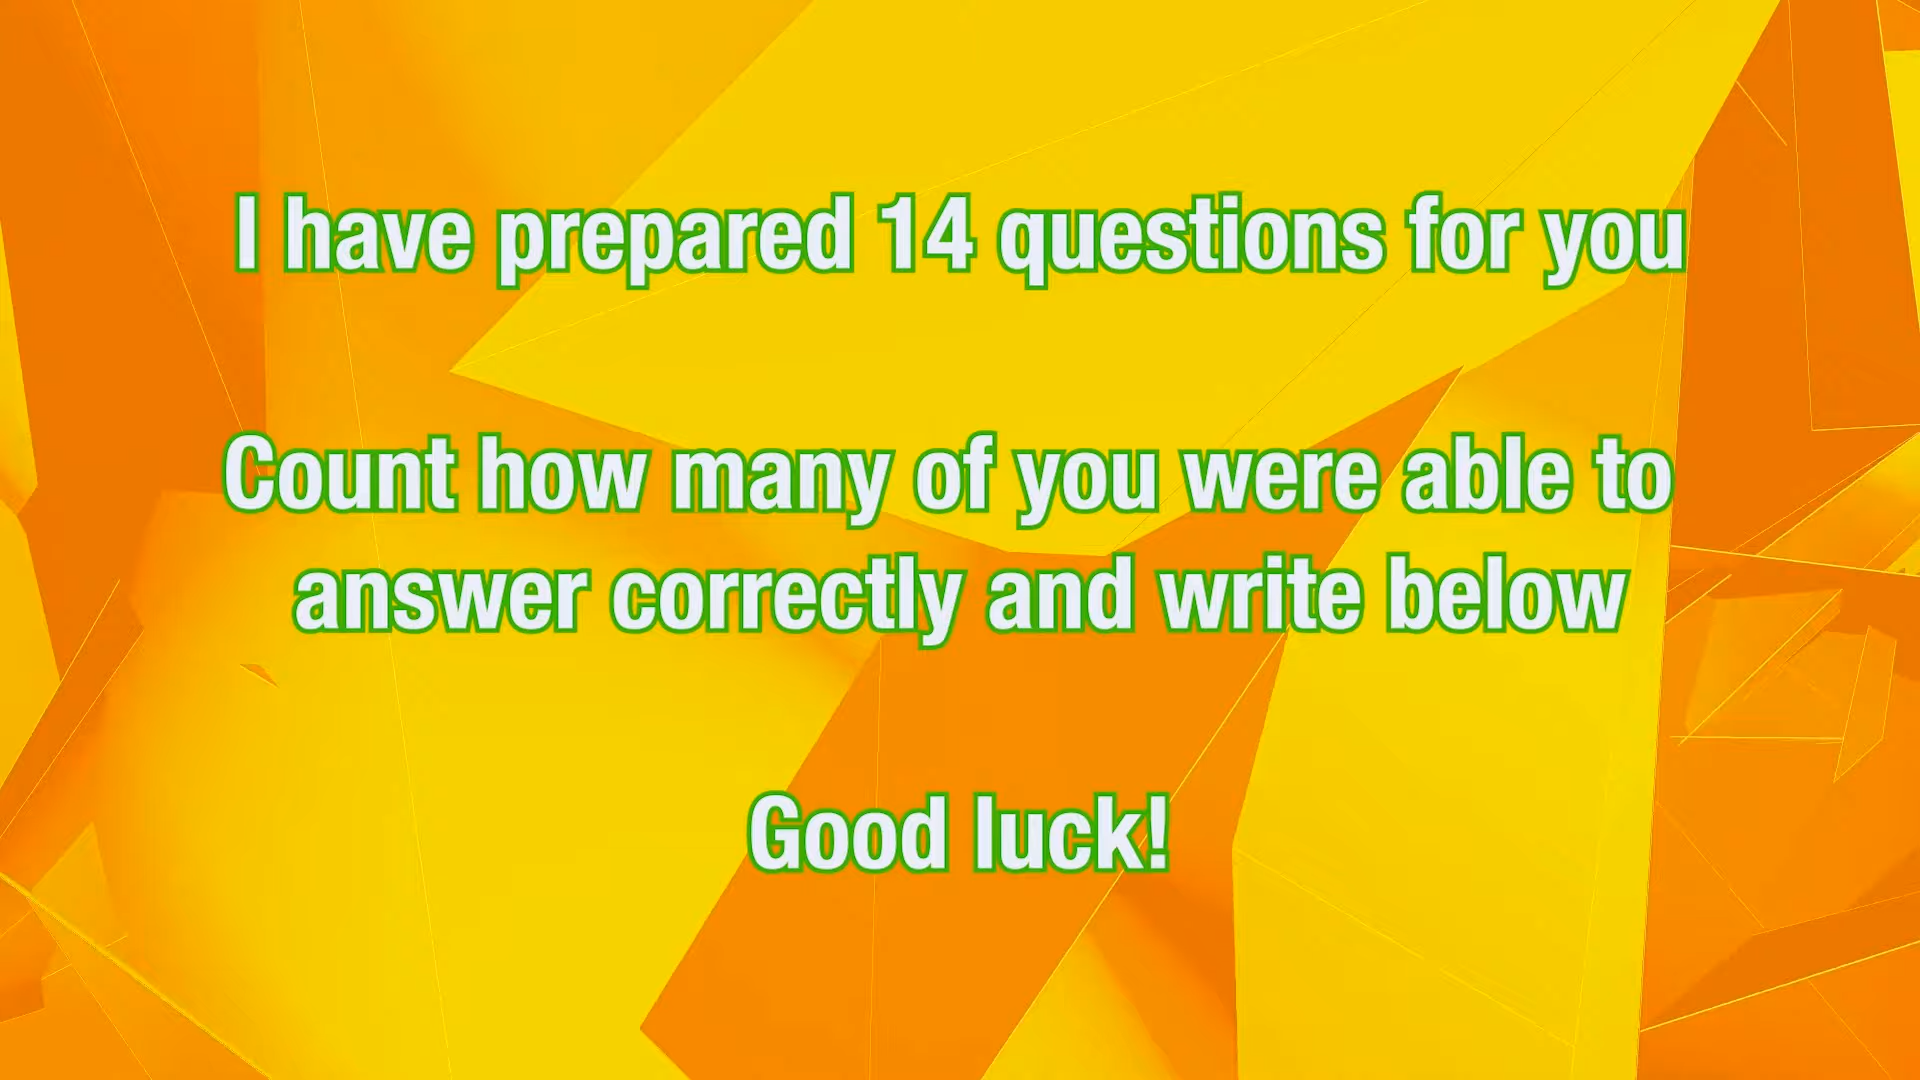 I have prepared 14 questions for you
Count how many of you were able to
answer correctly and write below
Good luck!